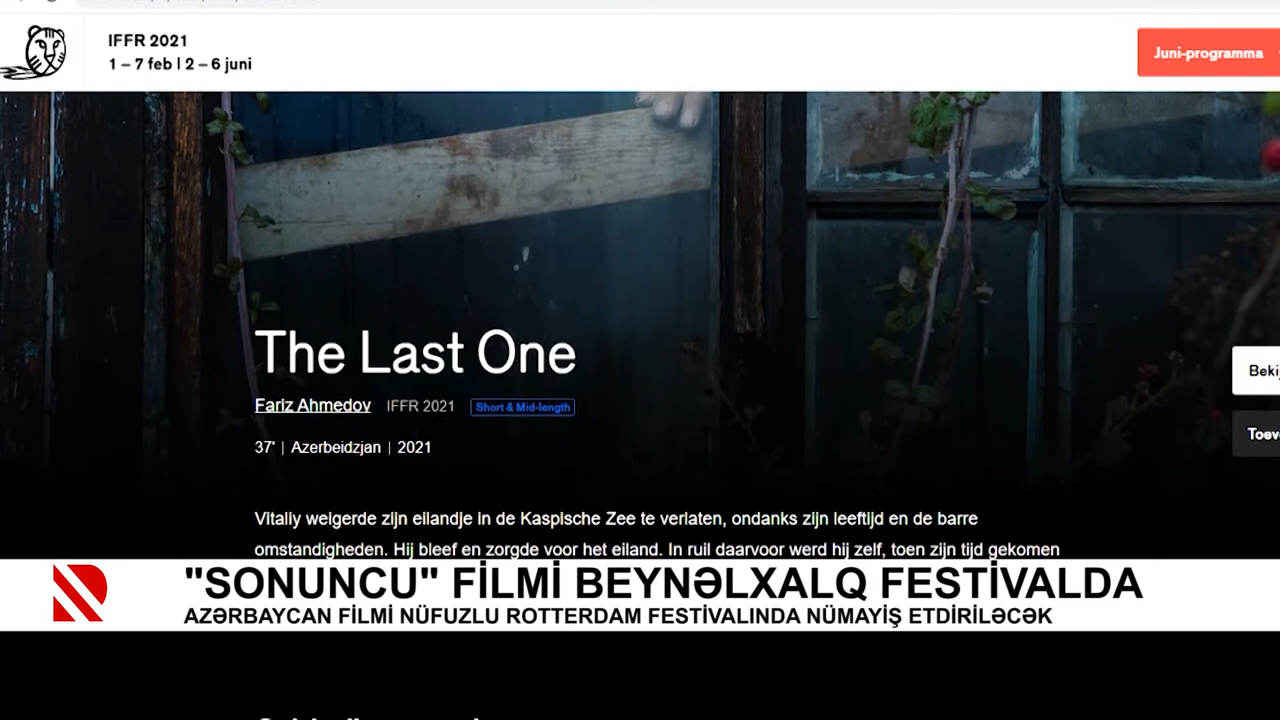 IFFR 2021
1 – 7 feb | 2 – 6 juni
Juni-programma
The Last One
Fariz Ahmedov IFFR 2021 Short & Mid-length
37' | Azerbeidzjan | 2021
Vitaliy weigerde zijn eilandje in de Kaspische Zee te verlaten, ondanks zijn leeftijd en de barre
omstandigheden. Hij bleef en zorgde voor het eiland. In ruil daarvoor werd hij zelf, toen zijn tijd gekomen
"SONUNCU" FİLMİ BEYNƏLXALQ FESTİVALDA
AZƏRBAYCAN FİLMİ NÜFUZLU ROTTERDAM FESTİVALINDA NÜMAYİŞ ETDİRİLƏCƏK